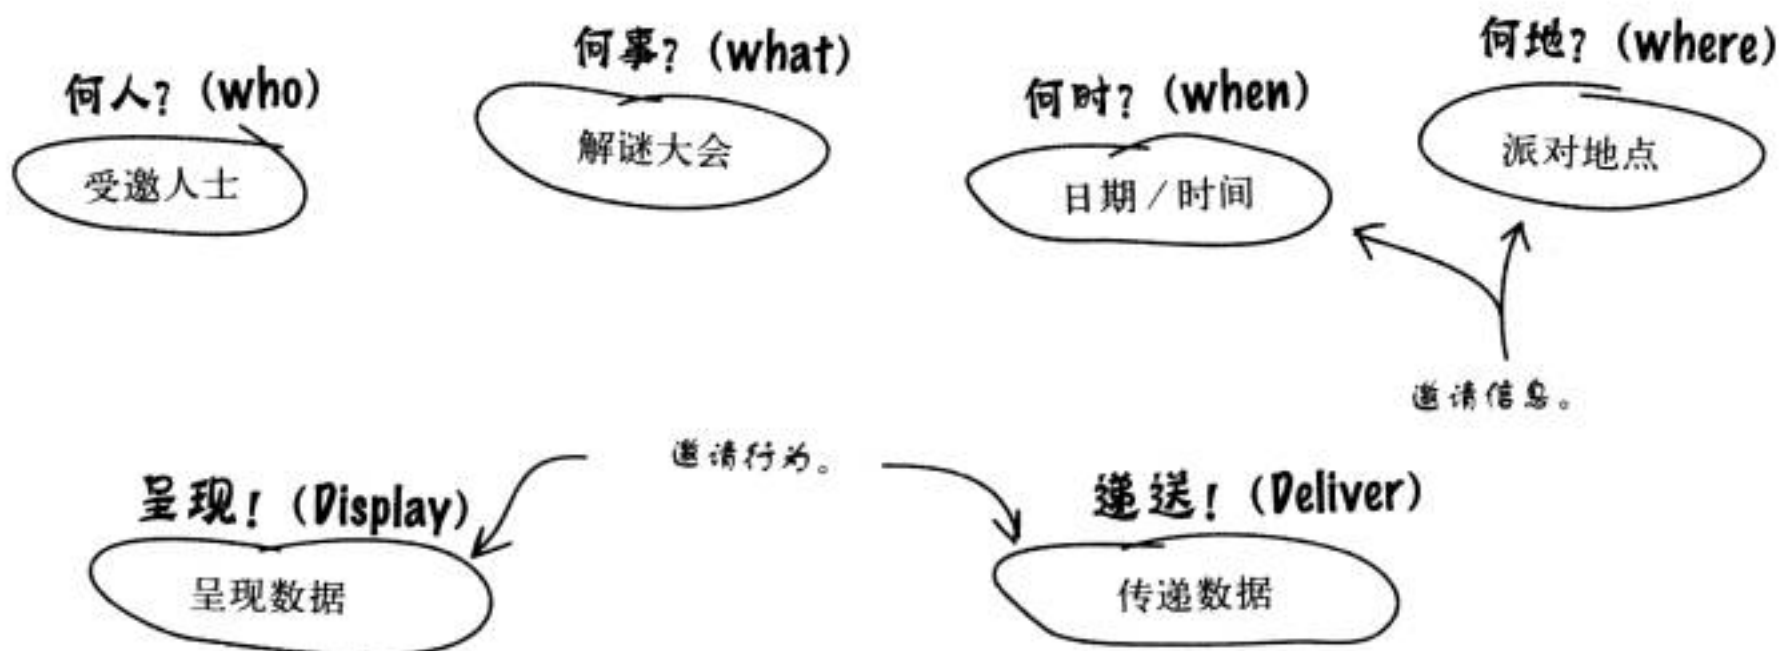 何人？(who)
受邀人士
何事？(what)
解谜大会
何时？(when)
日期／时间
何地？(where)
派对地点
邀请信息。
邀请行为。
呈现！(Display)
呈现数据
递送！(Deliver)
传递数据